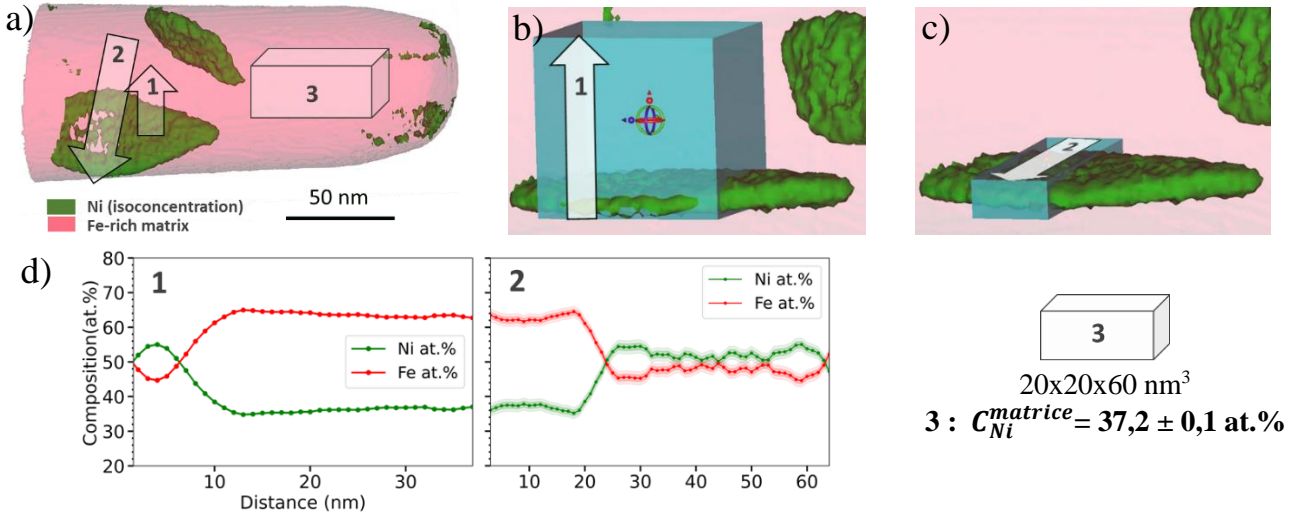 a)
2
1
3
Ni (isoconcentration)
Fe-rich matrix
50 nm
b)
1
c)
2
d)
Composition(at.%)
80
70
60
50
40
30
20
1
Ni at.%
Fe at.%
10
20
30
Distance (nm)
2
Ni at.%
Fe at.%
10
20
30
40
50
60
3
20x20x60 nm³
3 : C_Ni^matrice = 37,2 ± 0,1 at.%